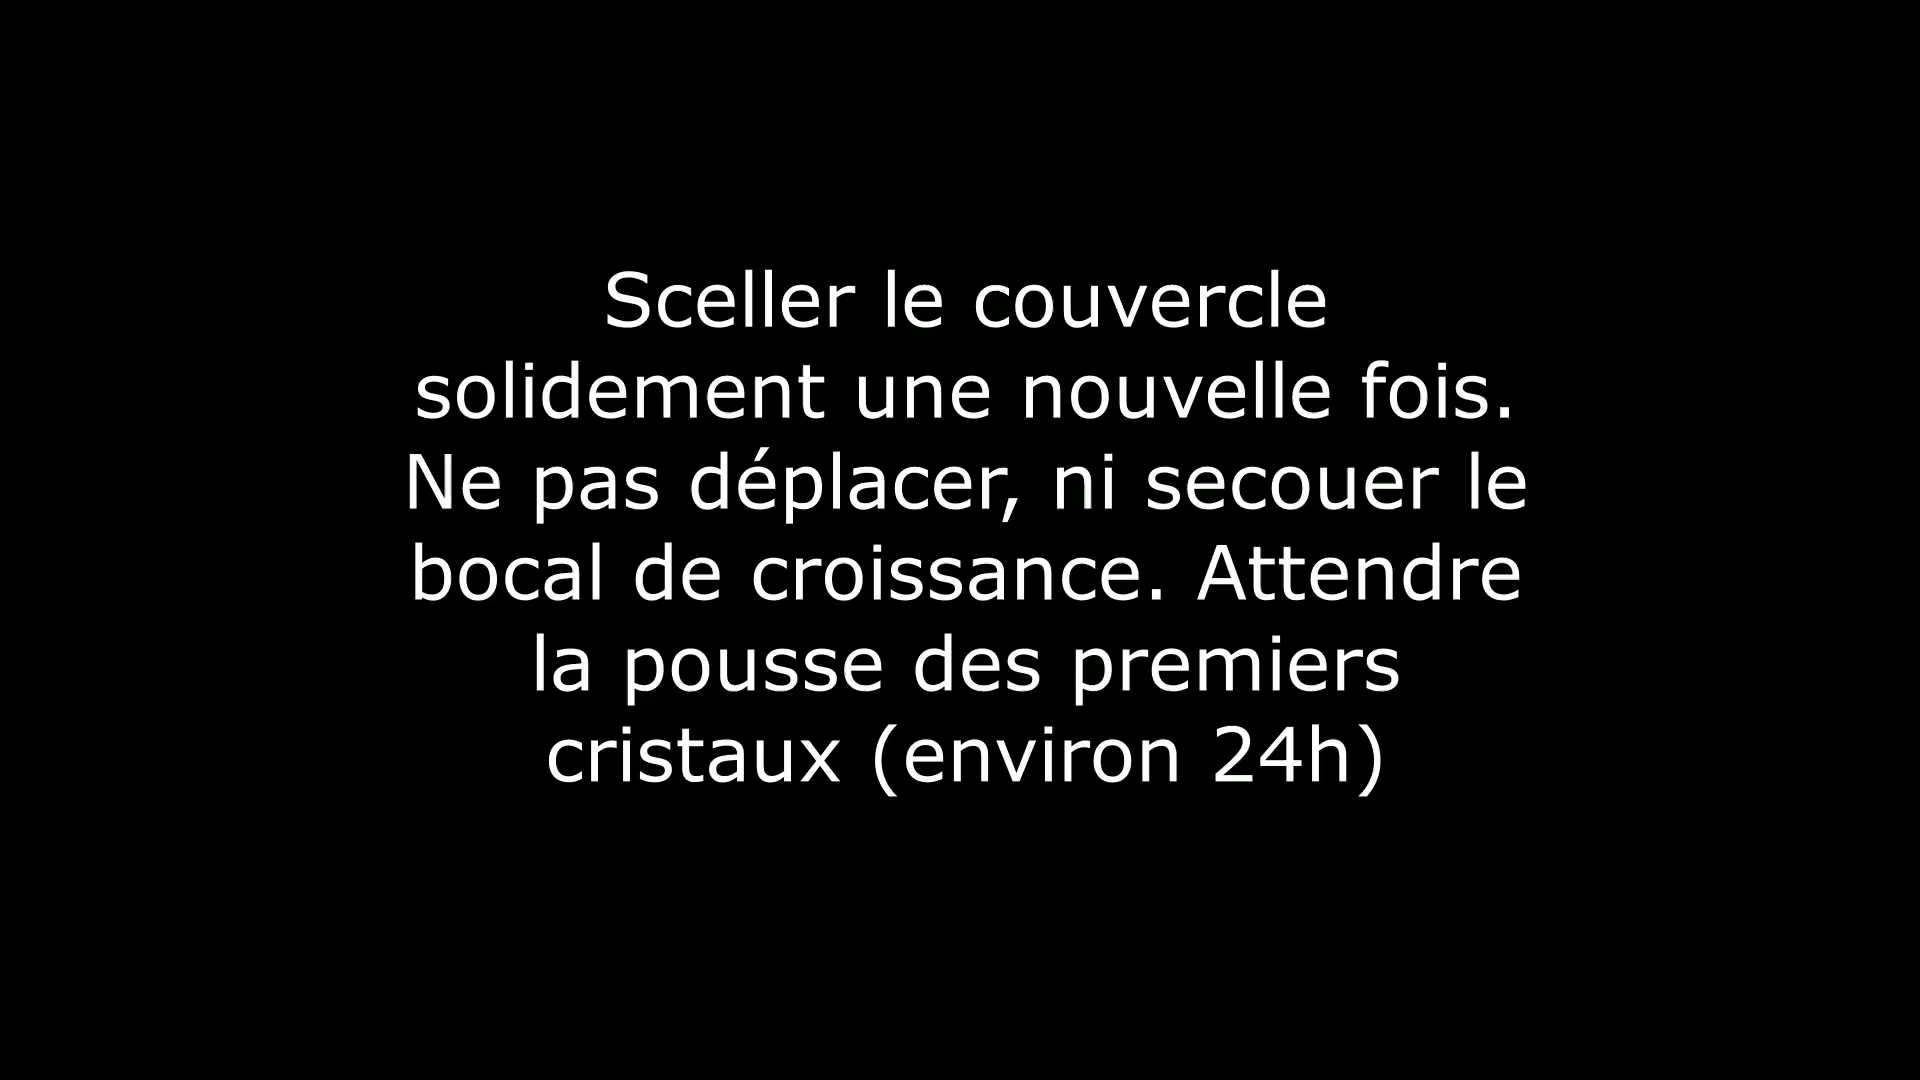 Sceller le couvercle
solidement une nouvelle fois.
Ne pas déplacer, ni secouer le
bocal de croissance. Attendre
la pousse des premiers
cristaux (environ 24h)